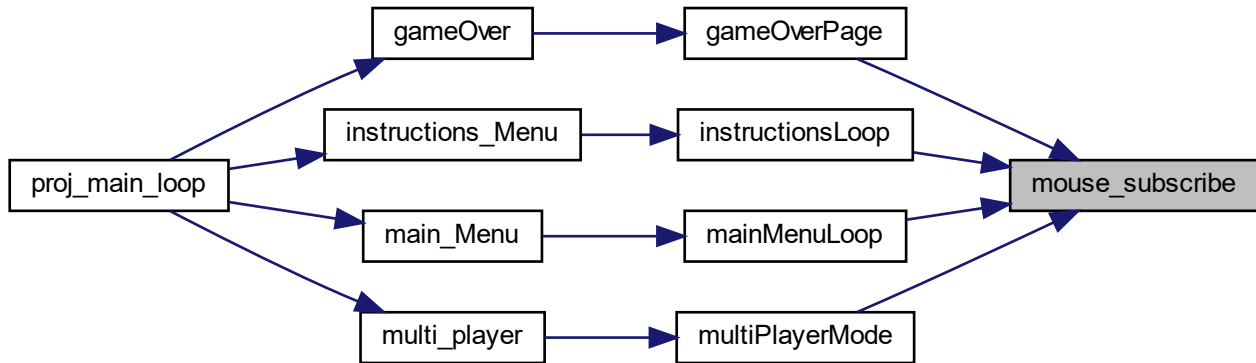 gameOver
gameOverPage
instructions_Menu
instructionsLoop
proj_main_loop
mouse_subscribe
main_Menu
mainMenuLoop
multi_player
multiPlayerMode